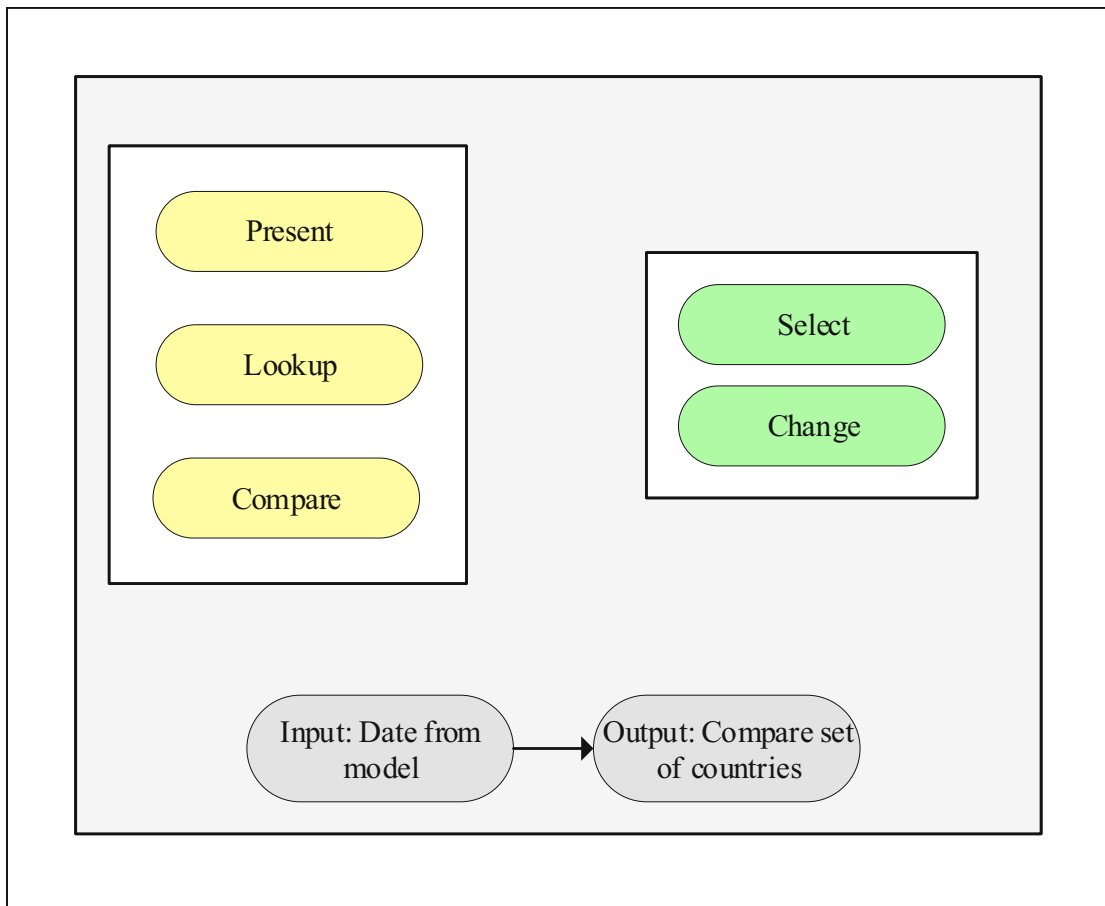 Present
Lookup
Compare
Select
Change
Input: Date from
model
Output: Compare set
of countries